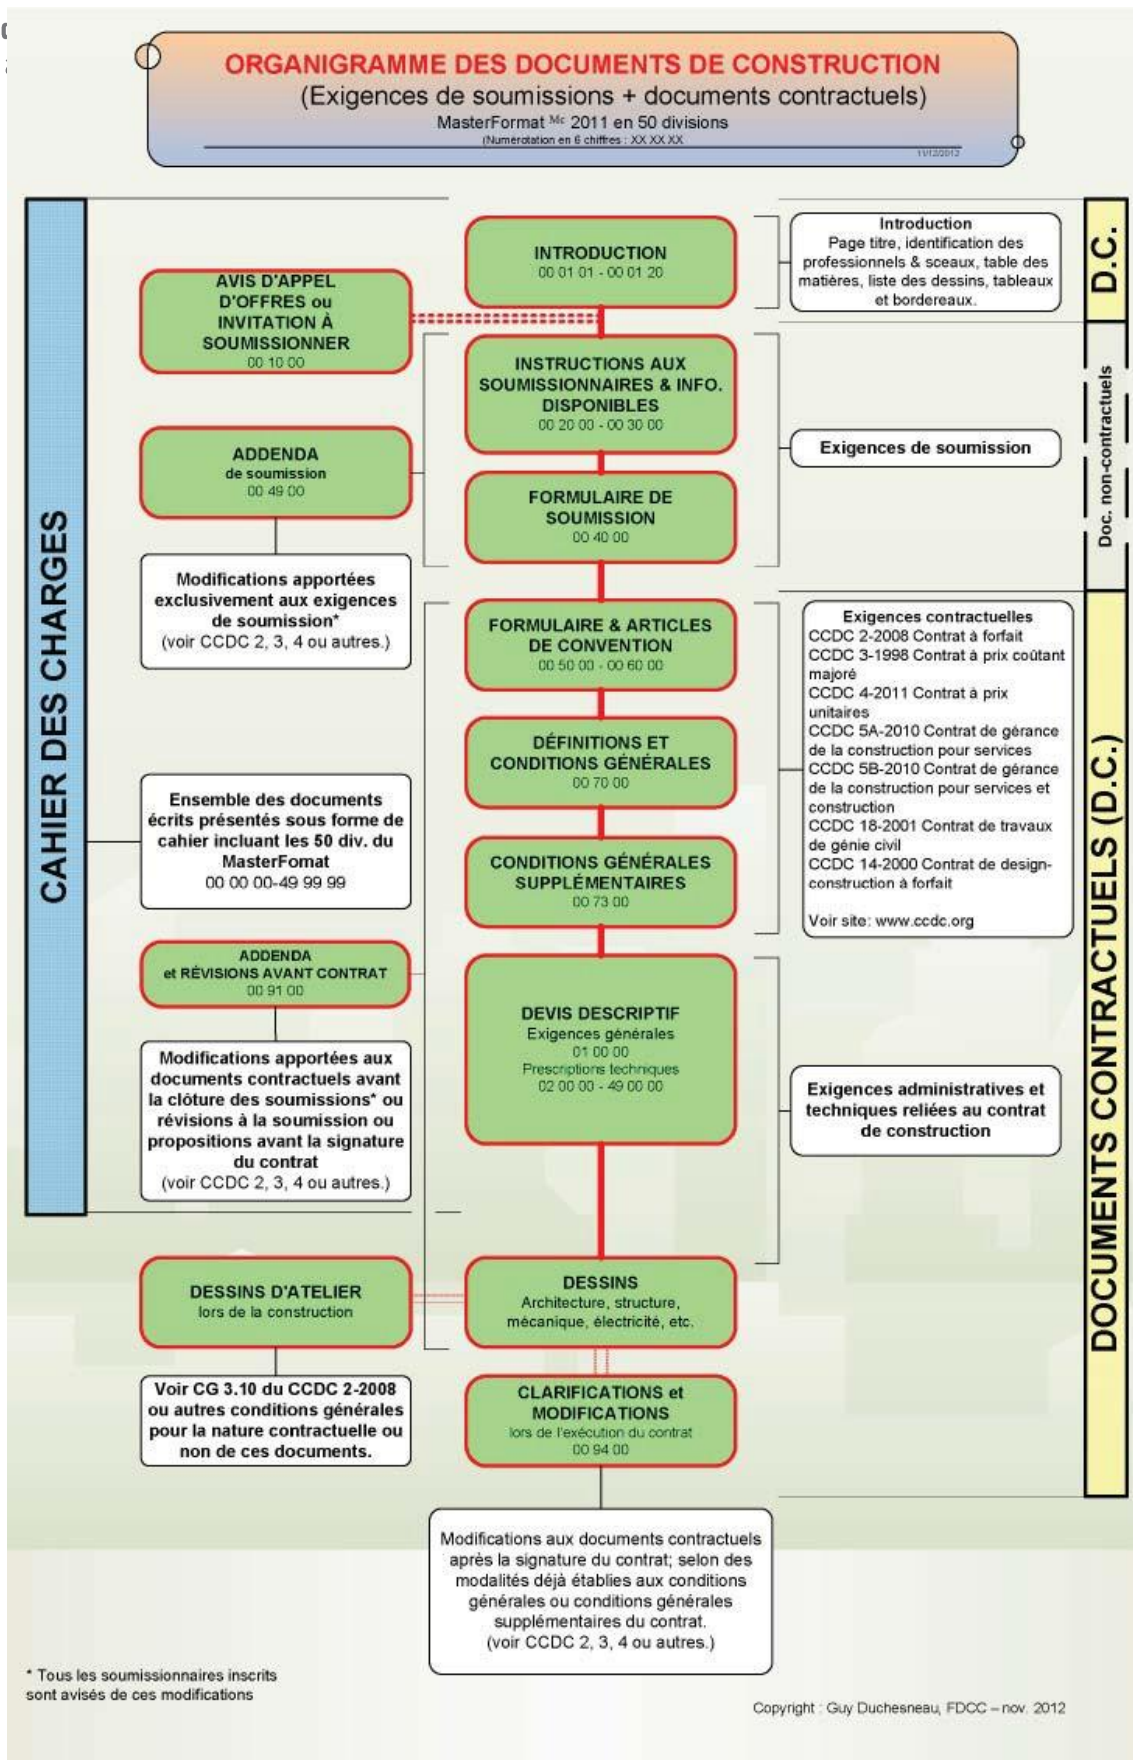 ORGANIGRAMME DES DOCUMENTS DE CONSTRUCTION
(Exigences de soumissions + documents contractuels)
MasterFormat Mc 2011 en 50 divisions
(Numérotation en 6 chiffres : XX XX XX
11/12/2012
CAHIER DES CHARGES
AVIS D'APPEL
D'OFFRES ou
INVITATION À
SOUMISSIONNER
00 10 00
ADDENDA
de soumission
00 49 00
Modifications apportées
exclusivement aux exigences
de soumission*
(voir CCDC 2, 3, 4 ou autres.)
Ensemble des documents
écrits présentés sous forme de
cahier incluant les 50 div. du
MasterFomat
00 00 00-49 99 99
ADDENDA
et RÉVISIONS AVANT CONTRAT
00 91 00
Modifications apportées aux
documents contractuels avant
la clôture des soumissions* ou
révisions à la soumission ou
propositions avant la signature
du contrat
(voir CCDC 2, 3, 4 ou autres.)
DESSINS D'ATELIER
lors de la construction
Voir CG 3.10 du CCDC 2-2008
ou autres conditions générales
pour la nature contractuelle ou
non de ces documents.
INTRODUCTION
00 01 01 - 00 01 20
INSTRUCTIONS AUX
SOUMISSIONNAIRES & INFO.
DISPONIBLES
00 20 00 - 00 30 00
FORMULAIRE DE
SOUMISSION
00 40 00
FORMULAIRE & ARTICLES
DE CONVENTION
00 50 00 - 00 60 00
DÉFINITIONS ET
CONDITIONS GÉNÉRALES
00 70 00
CONDITIONS GÉNÉRALES
SUPPLÉMENTAIRES
00 73 00
DEVIS DESCRIPTIF
Exigences générales
01 00 00
Prescriptions techniques
02 00 00 - 49 00 00
DESSINS
Architecture, structure,
mécanique, électricité, etc.
CLARIFICATIONS et
MODIFICATIONS
lors de l'exécution du contrat
00 94 00
Modifications aux documents contractuels
après la signature du contrat; selon des
modalités déjà établies aux conditions
générales ou conditions générales
supplémentaires du contrat.
(voir CCDC 2, 3, 4 ou autres.)
Introduction
Page titre, identification des
professionnels & sceaux, table des
matières, liste des dessins, tableaux
et bordereaux.
Exigences de soumission
Exigences contractuelles
CCDC 2-2008 Contrat à forfait
CCDC 3-1998 Contrat à prix coûtant
majoré
CCDC 4-2011 Contrat à prix
unitaires
CCDC 5A-2010 Contrat de gérance
de la construction pour services
CCDC 5B-2010 Contrat de gérance
de la construction pour services et
construction
CCDC 18-2001 Contrat de travaux
de génie civil
CCDC 14-2000 Contrat de design-
construction à forfait
Voir site: www.ccdc.org
Exigences administratives et
techniques reliées au contrat
de construction
D.C.
Doc. non-contractuels
DOCUMENTS CONTRACTUELS (D.C.)
* Tous les soumissionnaires inscrits
sont avisés de ces modifications
Copyright : Guy Duchesneau, FDCC – nov. 2012